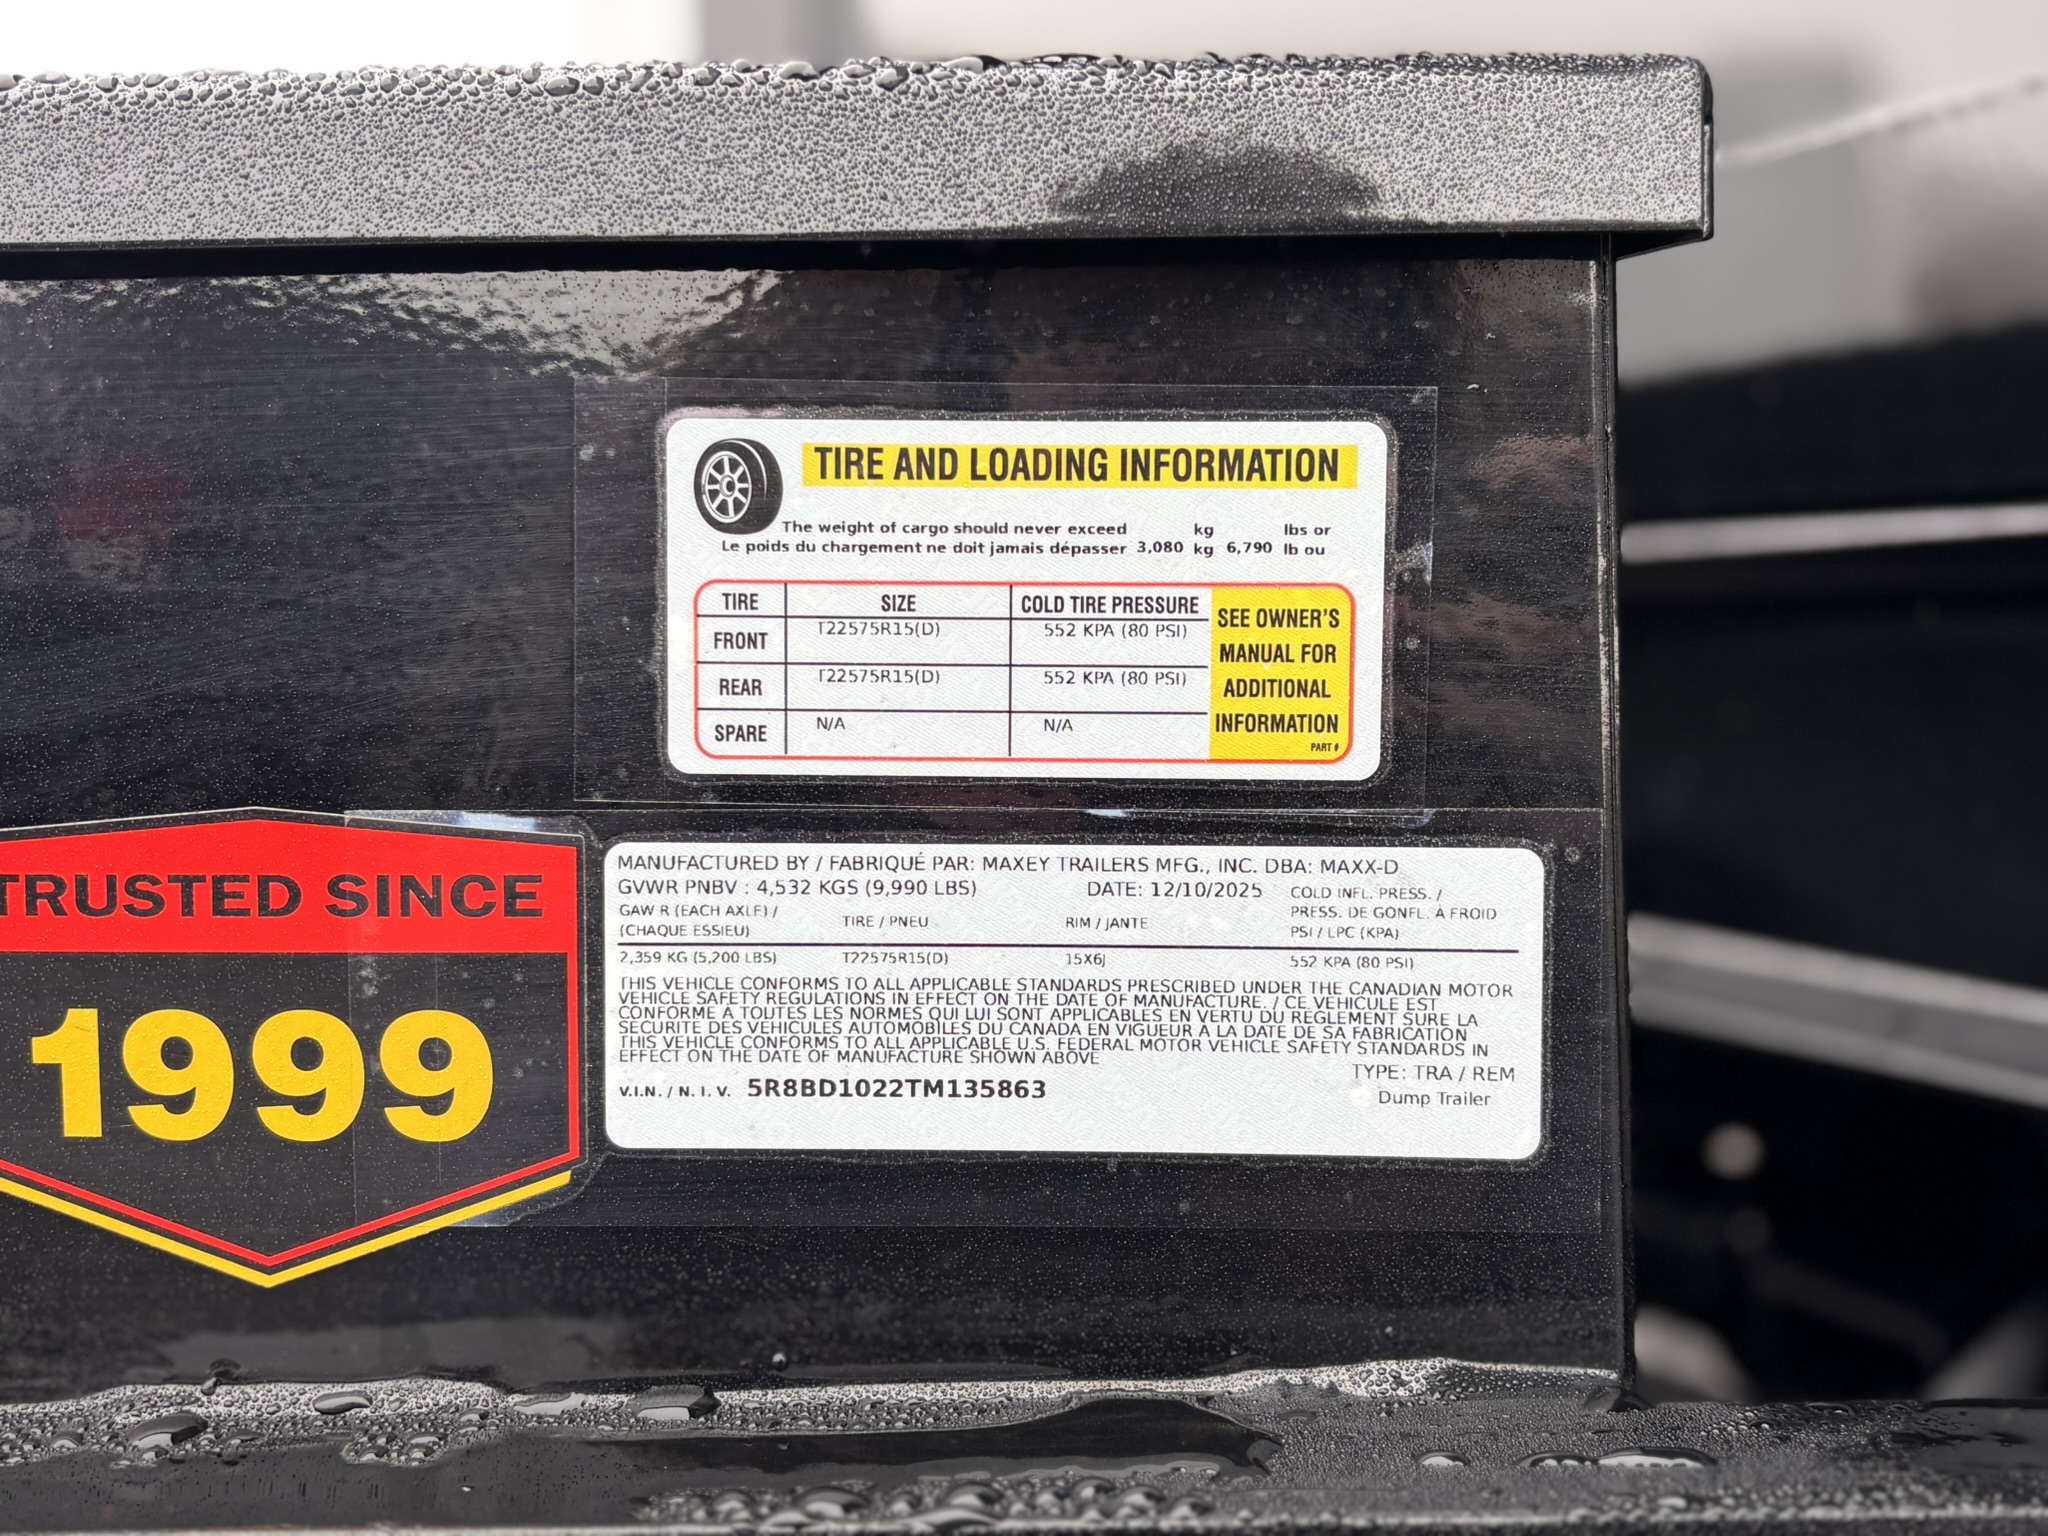 TIRE AND LOADING INFORMATION
The weight of cargo should never exceed kg lbs or
Le poids du chargement ne doit jamais dépasser 3,080 kg 6,790 lb ou
TIRE SIZE COLD TIRE PRESSURE
FRONT T22575R15(D) 552 KPA (80 PSI)
REAR T22575R15(D) 552 KPA (80 PSI)
SPARE N/A N/A
SEE OWNER'S
MANUAL FOR
ADDITIONAL
INFORMATION
PART #
TRUSTED SINCE
1999
MANUFACTURED BY / FABRIQUÉ PAR: MAXEY TRAILERS MFG., INC. DBA: MAXX-D
GVWR PNBV : 4,532 KGS (9,990 LBS) DATE: 12/10/2025
GAWR (EACH AXLE) /
(CHAQUE ESSIEU)
TIRE / PNEU
RIM / JANTE
COLD INFL. PRESS. /
PRESS. DE GONFL. À FROID
PSI / LPC (KPA)
2,359 KG (5,200 LBS) T22575R15(D) 15X6J 552 KPA (80 PSI)
THIS VEHICLE CONFORMS TO ALL APPLICABLE STANDARDS PRESCRIBED UNDER THE CANADIAN MOTOR
VEHICLE SAFETY REGULATIONS IN EFFECT ON THE DATE OF MANUFACTURE. / CE VEHICULE EST
CONFORME A TOUTES LES NORMES QUI LUI SONT APPLICABLES EN VERTU DU REGLEMENT SURE LA
SECURITE DES VEHICULES AUTOMOBILES DU CANADA EN VIGUEUR A LA DATE DE SA FABRICATION
THIS VEHICLE CONFORMS TO ALL APPLICABLE U.S. FEDERAL MOTOR VEHICLE SAFETY STANDARDS IN
EFFECT ON THE DATE OF MANUFACTURE SHOWN ABOVE
TYPE: TRA / REM
V.I.N. / N. I. V. 5R8BD1022TM135863
Dump Trailer